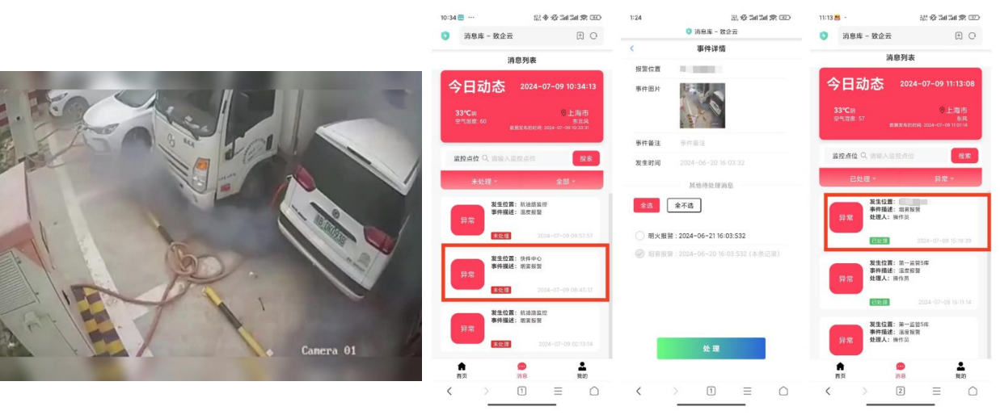 Camera 01
10:34
44
消息库 - 致企云
消息列表
今日动态 2024-07-09 10:34:13
33℃阴
上海市
空气湿度: 60
东北风
数据发布的时间: 2024-07-09 10:33:31
监控点位 请输入监控点位 搜索
未处理 全部
发生位置: 航油路监控
事件描述: 温度报警
异常
未处理 2024-07-09 09:57:57
发生位置: 快件中心
事件描述: 烟雾报警
异常
未处理 2024-07-09 08:45:17
发生位置: 航油路监控
事件描述: 烟雾报警
异常
未处理 2024-07-09 02:13:14
首页 消息 我的
1
1:24
42
消息库 - 致企云
事件详情
报警位置
事件图片
事件备注 事件备注
发生时间 2024-06-20 16:03:32
其他待处理消息
全选 全不选
明火报警 : 2024-06-21 16:03:532
烟雾报警 : 2024-06-20 16:03:532 (本条记录)
处 理
1
11:13
37
消息库 - 致企云
消息列表
今日动态 2024-07-09 11:13:08
33℃阴
上海市
空气湿度: 57
东风
数据发布的时间: 2024-07-09 11:01:14
监控点位 请输入监控点位 搜索
已处理 异常
发生位置:
事件描述: 烟雾报警
异常
处理人: 操作员
已处理 2024-07-08 15:18:39
发生位置: 第一监管5库
事件描述: 温度报警
异常
处理人: 操作员
已处理 2024-07-08 15:11:14
发生位置: 第一监管5库
事件描述: 温度报警
异常
处理人: 操作员
首页 消息 我的
2